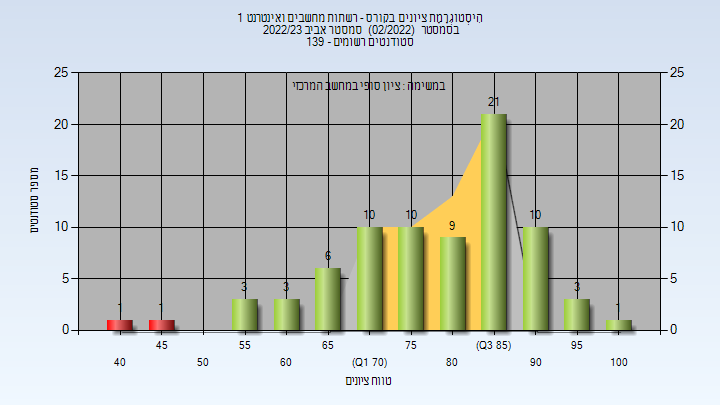 הִיסְטוֹגְרָמַת ציונים בקורס - רשתות מחשבים ואינטרנט 1
בסמסטר (02/2022) סמסטר אביב 2022/23
סטודנטים רשומים - 139
במשימה : ציון סופי במחשב המרכזי
25 25
20 20
15 15
10 10
5 5
0 0
מספר סטודנטים
1 1 3 3 6 10 10 9 21 10 3 1
45 55 65 75 (Q3 85) 95
40 50 60 (Q1 70) 80 90 100
טווח ציונים